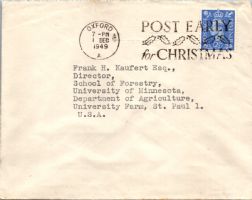 OXFORD
7 - PM
1 DEC
1949
A
POST EARLY
for CHRISTMAS
Frank H. Kaufert Esq.,
Director,
School of Forestry,
University of Minnesota,
Department of Agriculture,
University Farm, St. Paul 1.
U.S.A.